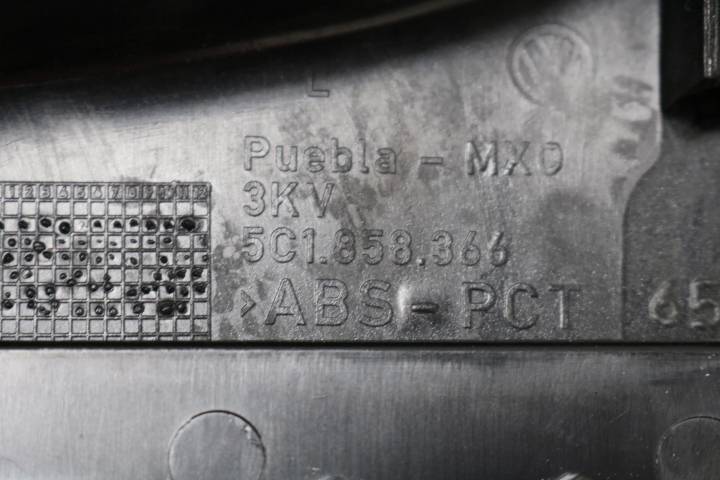 L
Puebla - MXO
3KV
5C1.858.366
>ABS-PCT
65